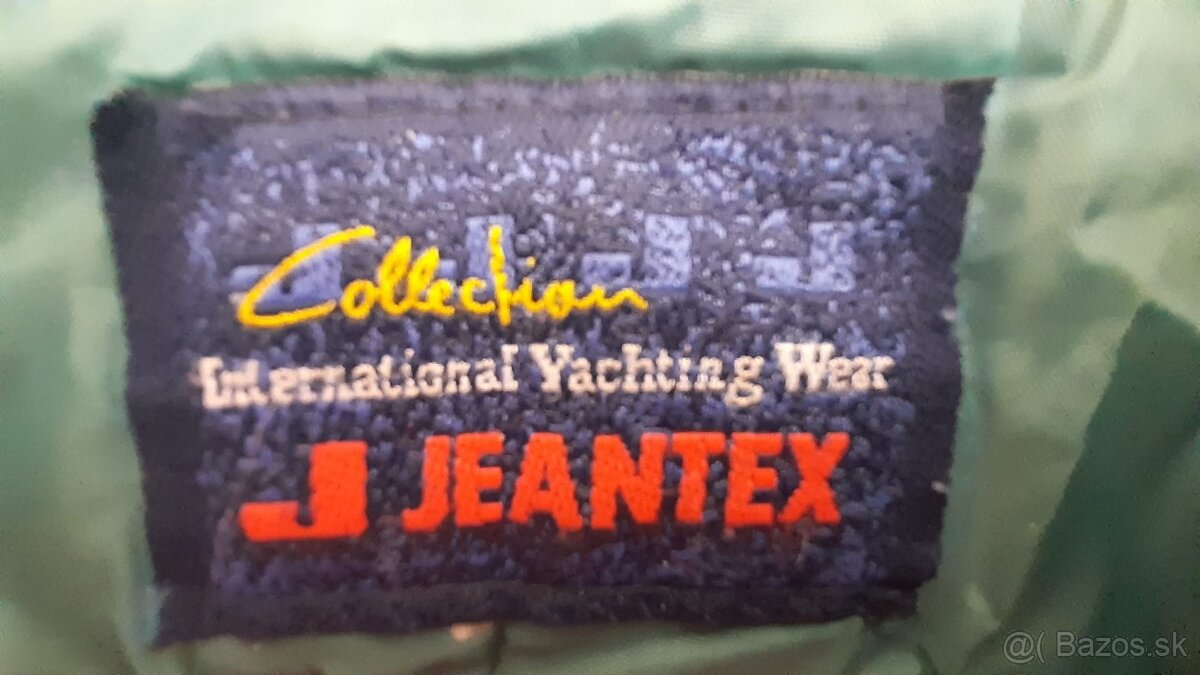 Collection
International Yachting Wear
J JEANTEX
@( Bazos.sk